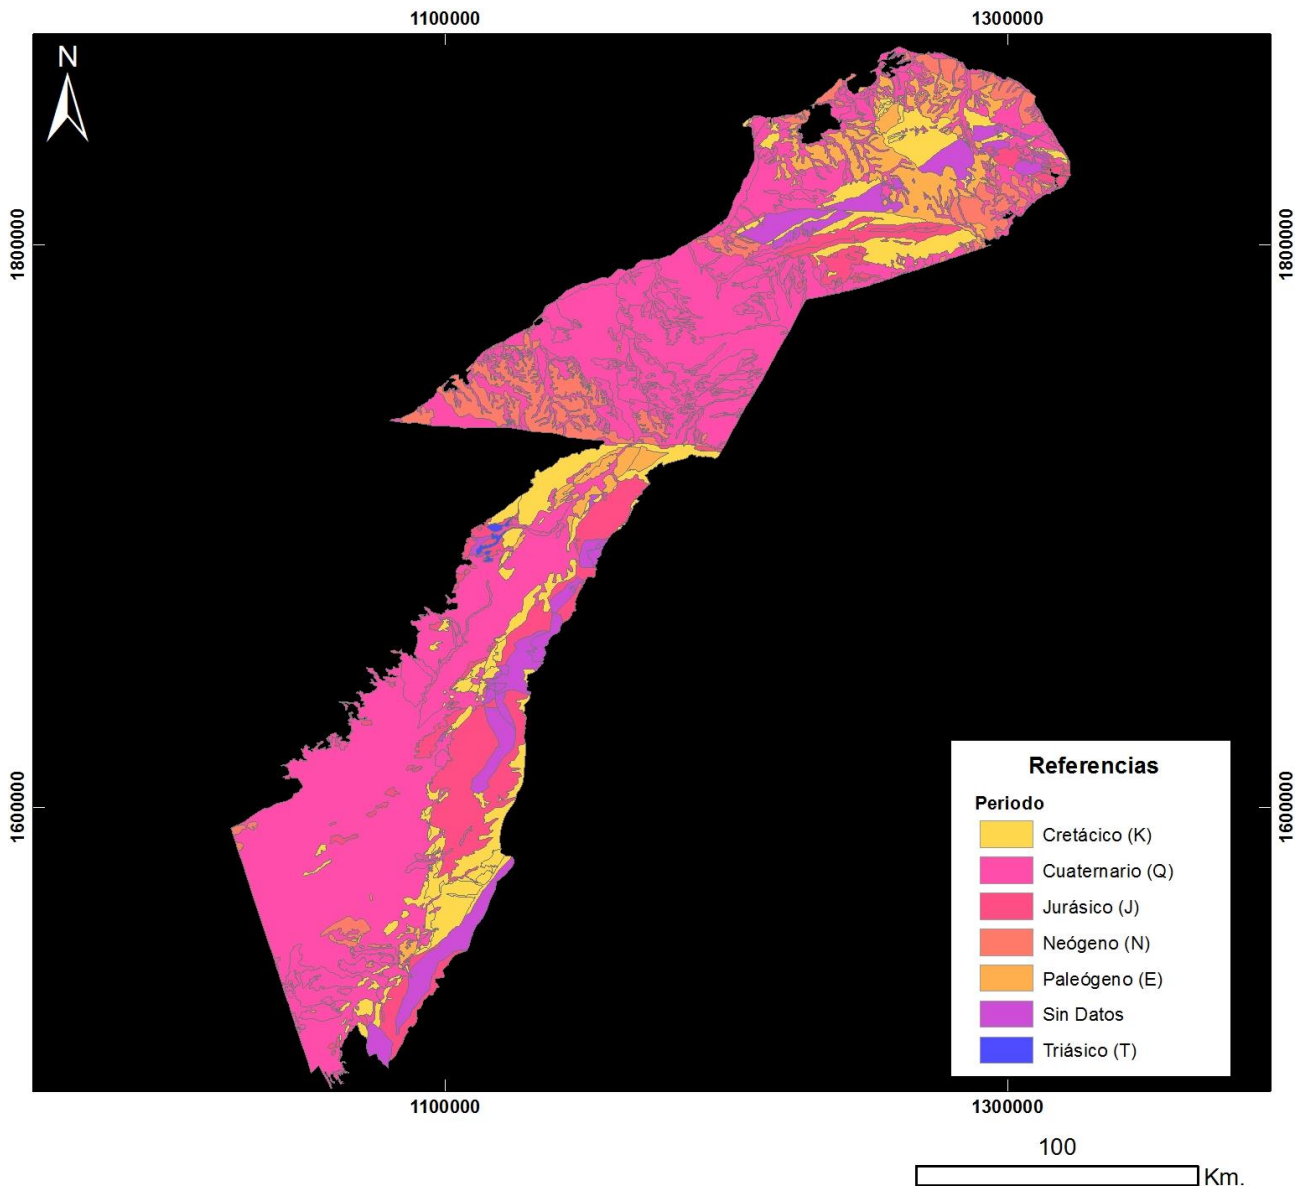 1100000 1300000
N
1800000 1800000
1600000 1600000
Referencias
Periodo
Cretácico (K)
Cuaternario (Q)
Jurásico (J)
Neógeno (N)
Paleógeno (E)
Sin Datos
Triásico (T)
1100000 1300000
100
Km.